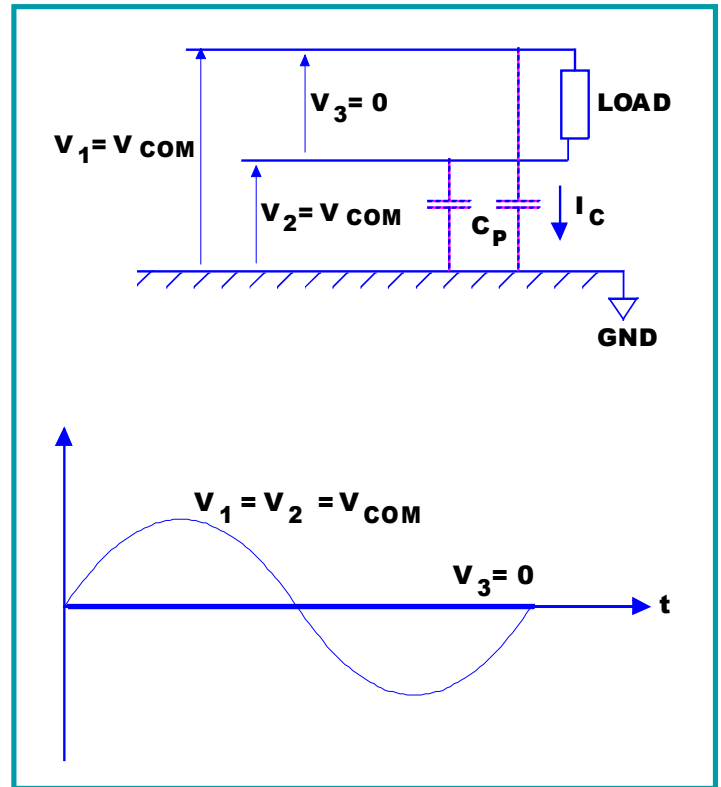 V3= 0
LOAD
V1= V COM
V2= V COM
CP
IC
GND
V1 = V2 = VCOM
V3= 0
t